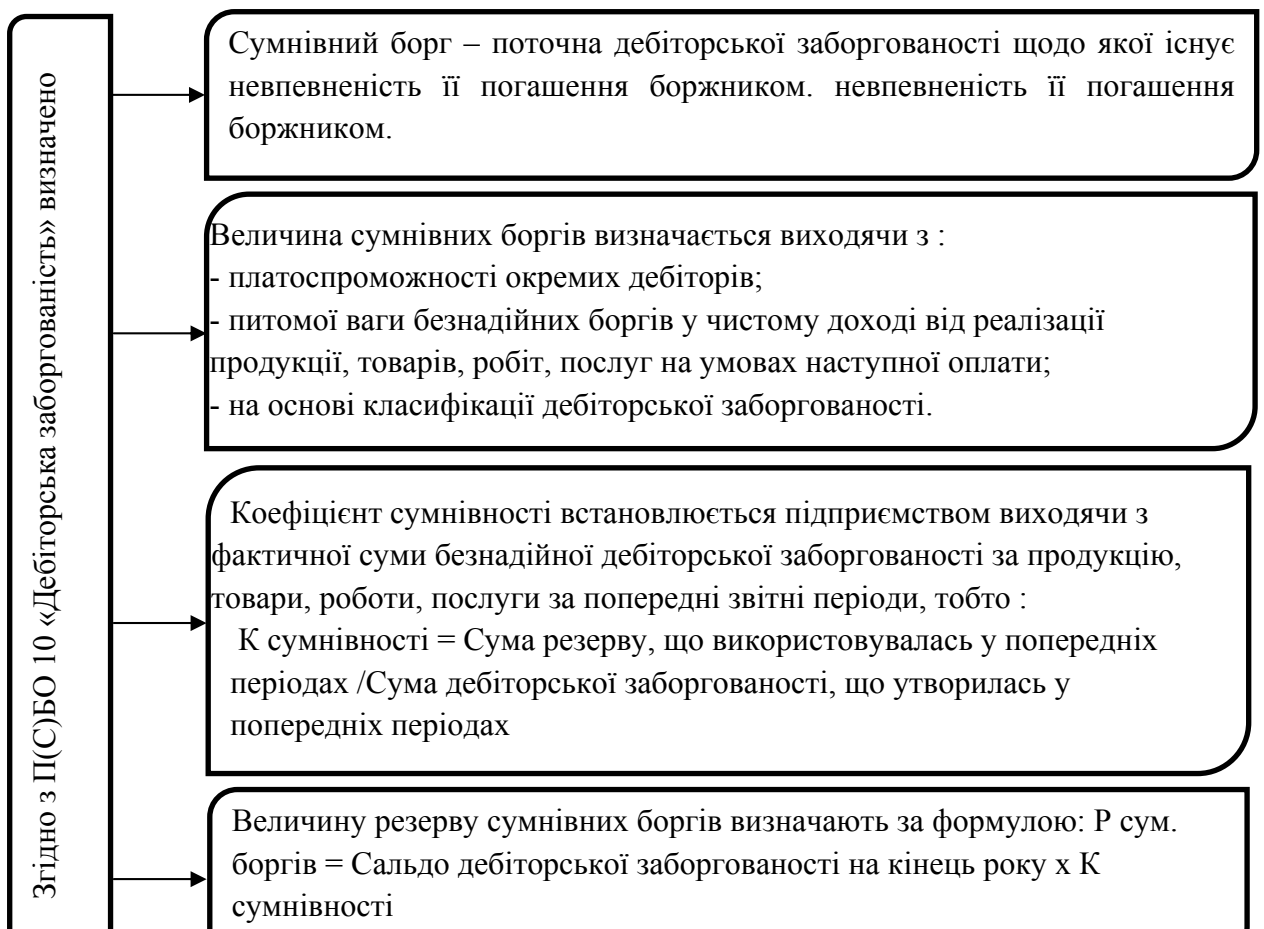 Згідно з П(С)БО 10 «Дебіторська заборгованість» визначено
Сумнівний борг – поточна дебіторської заборгованості щодо якої існує
невпевненість її погашення боржником. невпевненість її погашення
боржником.
Величина сумнівних боргів визначається виходячи з :
- платоспроможності окремих дебіторів;
- питомої ваги безнадійних боргів у чистому доході від реалізації
продукції, товарів, робіт, послуг на умовах наступної оплати;
- на основі класифікації дебіторської заборгованості.
Коефіцієнт сумнівності встановлюється підприємством виходячи з
фактичної суми безнадійної дебіторської заборгованості за продукцію,
товари, роботи, послуги за попередні звітні періоди, тобто :
К сумнівності = Сума резерву, що використовувалась у попередніх
періодах /Сума дебіторської заборгованості, що утворилась у
попередніх періодах
Величину резерву сумнівних боргів визначають за формулою: Р сум.
боргів = Сальдо дебіторської заборгованості на кінець року х К
сумнівності